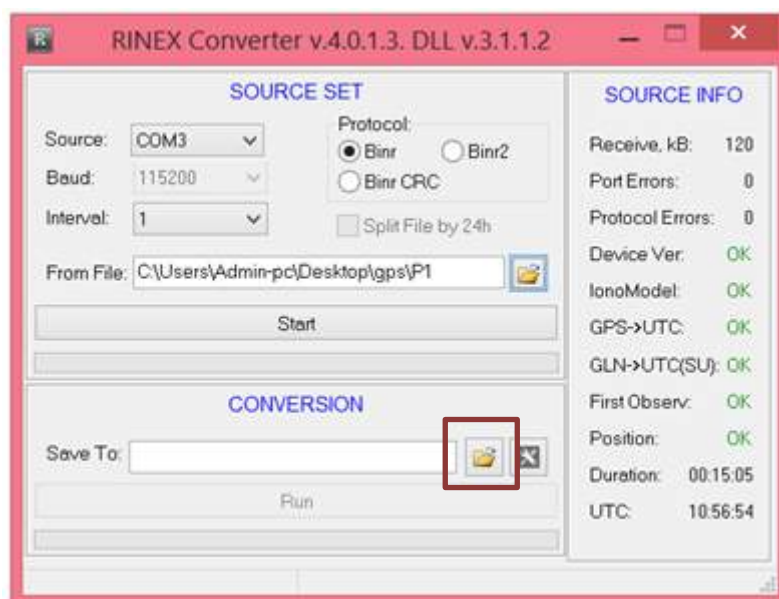 R RINEX Converter v.4.0.1.3. DLL v.3.1.1.2
SOURCE SET
Source: COM3
Baud: 115200
Interval: 1
Protocol:
Binr Binr2
Binr CRC
Split File by 24h
From File: C:\Users\Admin-pc\Desktop\gps\P1
Start
CONVERSION
Save To:
Run
SOURCE INFO
Receive, kB: 120
Port Errors: 0
Protocol Errors: 0
Device Ver: OK
IonoModel: OK
GPS->UTC: OK
GLN->UTC(SU): OK
First Observ: OK
Position: OK
Duration: 00:15:05
UTC: 10:56:54